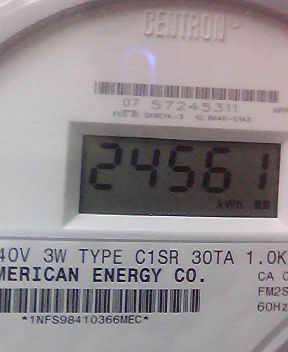 CENTRON®
07 57245311
24561
kWh
40V 3W TYPE C1SR 30TA 1.0K
MERICAN ENERGY CO.
CA
FM2S
60Hz
*1NFS98410366MEC*